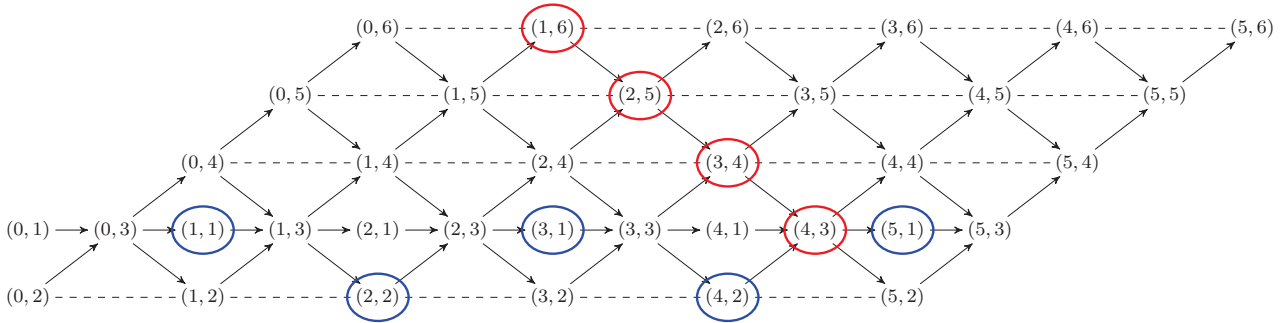 (0, 6) (1, 6) (2, 6) (3, 6) (4, 6) (5, 6)
(0, 5) (1, 5) (2, 5) (3, 5) (4, 5) (5, 5)
(0, 4) (1, 4) (2, 4) (3, 4) (4, 4) (5, 4)
(0, 1) (0, 3) (1, 1) (1, 3) (2, 1) (2, 3) (3, 1) (3, 3) (4, 1) (4, 3) (5, 1) (5, 3)
(0, 2) (1, 2) (2, 2) (3, 2) (4, 2) (5, 2)